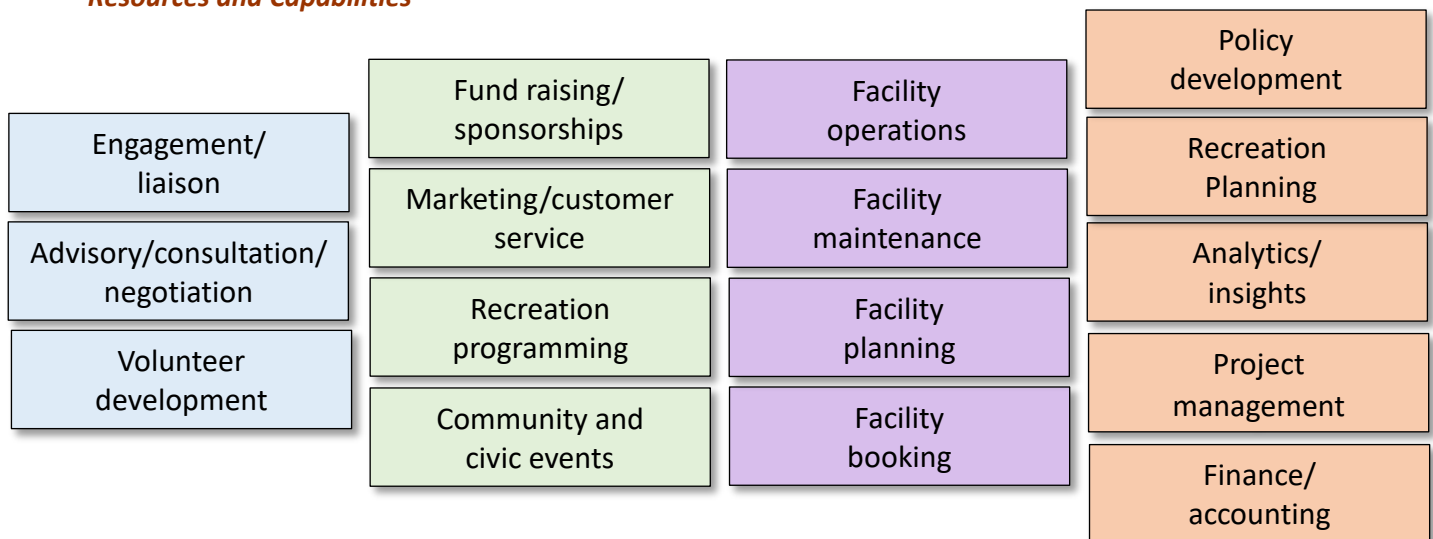 Resources and Capabilities
Engagement/
liaison
Advisory/consultation/
negotiation
Volunteer
development
Fund raising/
sponsorships
Marketing/customer
service
Recreation
programming
Community and
civic events
Facility
operations
Facility
maintenance
Facility
planning
Facility
booking
Policy
development
Recreation
Planning
Analytics/
insights
Project
management
Finance/
accounting